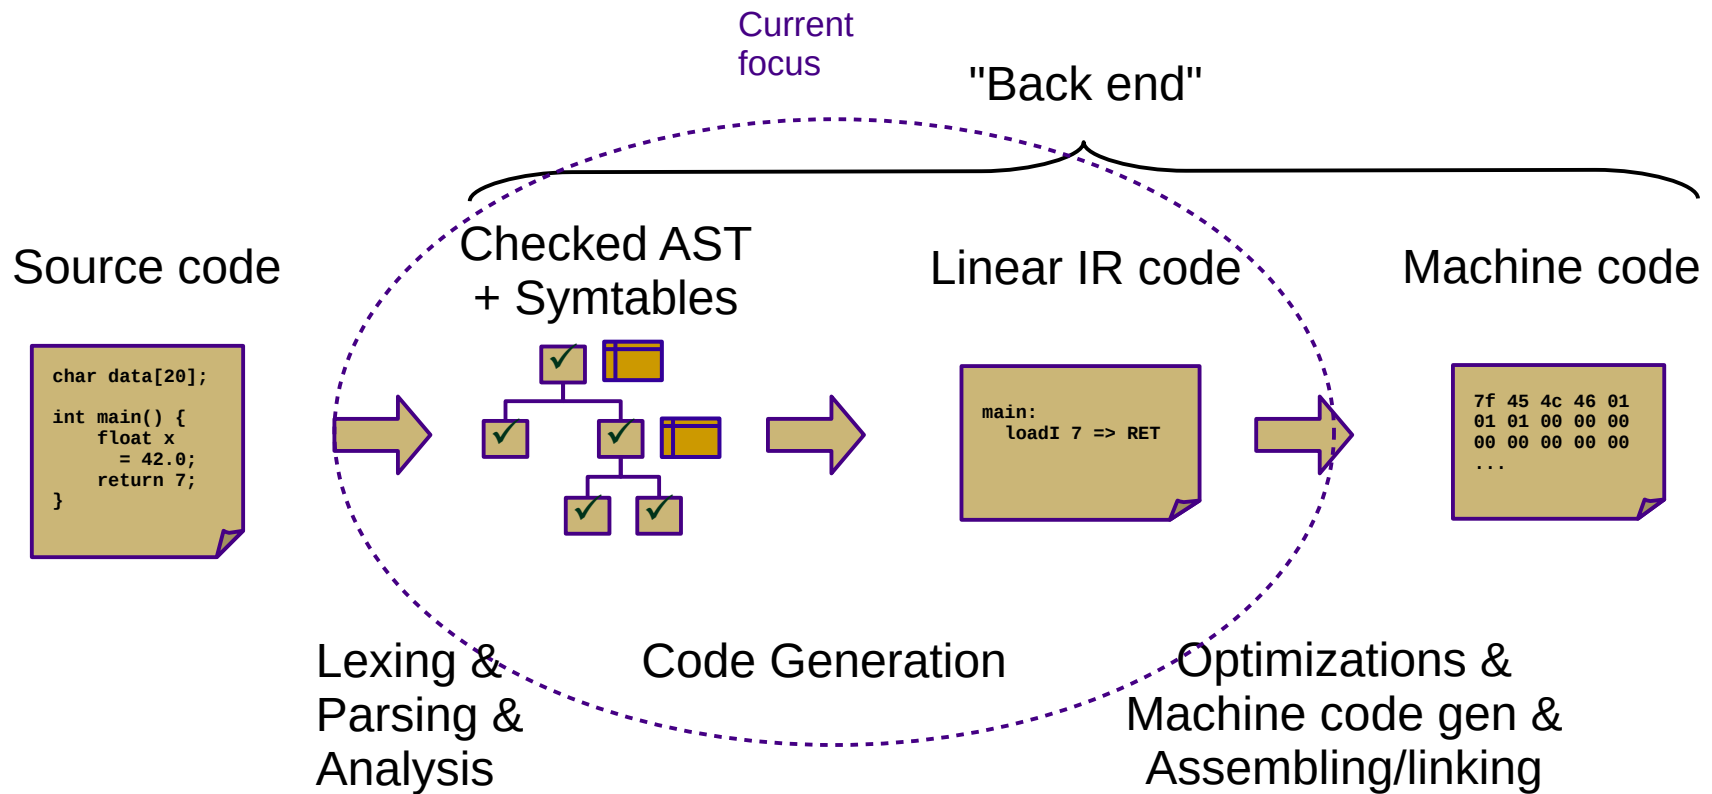 Current
focus
"Back end"
Source code
Checked AST
+ Symtables
Linear IR code
Machine code
char data[20];
int main() {
    float x
      = 42.0;
    return 7;
}
main:
  loadI 7 => RET
7f 45 4c 46 01
01 01 00 00 00
00 00 00 00 00
...
Lexing &
Parsing &
Analysis
Code Generation
Optimizations &
Machine code gen &
Assembling/linking